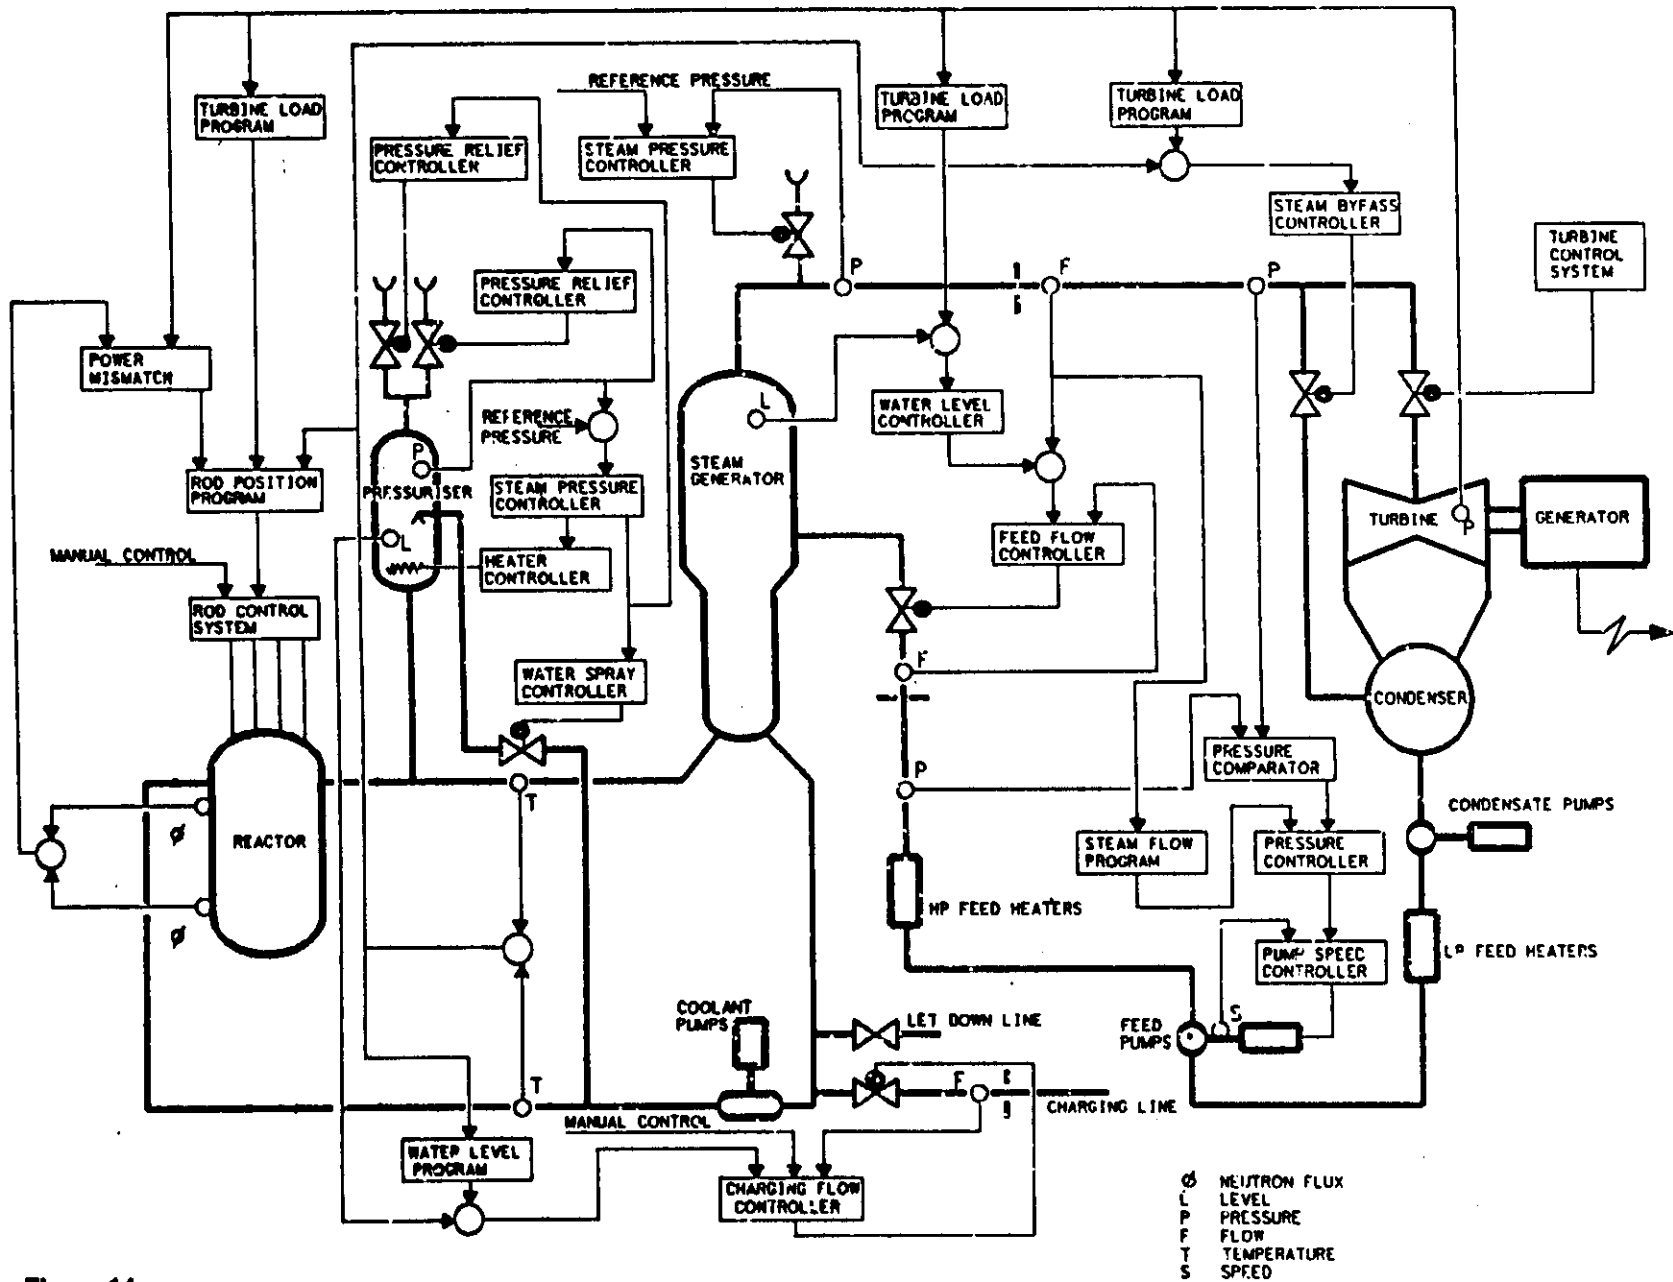 REFERENCE PRESSURE
TURBINE LOAD
PROGRAM
TURBINE LOAD
PROGRAM
TURBINE LOAD
PROGRAM
PRESSURE RELIEF
CONTROLLER
STEAM PRESSURE
CONTROLLER
STEAM BYPASS
CONTROLLER
TURBINE
CONTROL
SYSTEM
P
F
P
PRESSURE RELIEF
CONTROLLER
POWER
MISMATCH
L
WATER LEVEL
CONTROLLER
REFERENCE
PRESSURE
P
ROD POSITION
PROGRAM
PRESSURISER
STEAM PRESSURE
CONTROLLER
STEAM
GENERATOR
TURBINE
P
GENERATOR
L
FEED FLOW
CONTROLLER
MANUAL CONTROL
HEATER
CONTROLLER
ROD CONTROL
SYSTEM
F
WATER SPRAY
CONTROLLER
CONDENSER
PRESSURE
COMPARATOR
P
T
CONDENSATE PUMPS
Ø
REACTOR
STEAM FLOW
PROGRAM
PRESSURE
CONTROLLER
HP FEED HEATERS
Ø
PUMP SPEED
CONTROLLER
LP FEED HEATERS
COOLANT
PUMPS
LET DOWN LINE
S
FEED
PUMPS
T
F
CHARGING LINE
MANUAL CONTROL
WATER LEVEL
PROGRAM
CHARGING FLOW
CONTROLLER
Ø NEUTRON FLUX
L LEVEL
P PRESSURE
F FLOW
T TEMPERATURE
S SPEED
Figure 14